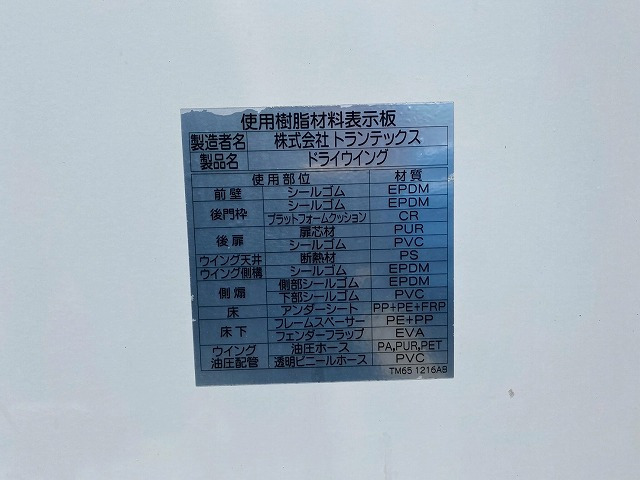 使用樹脂材料表示板
製造者名 株式会社 トランテックス
製品名 ドライウイング
使用部位 材質
前壁 シールゴム EPDM
後門枠 シールゴム EPDM
プラットフォームクッション CR
後扉 扉芯材 PUR
シールゴム PVC
ウイング天井 断熱材 PS
ウイング側構 シールゴム EPDM
側煽 側部シールゴム EPDM
下部シールゴム PVC
床 アンダーシート PP+PE+FRP
床下 フレームスペーサー PE+PP
フェンダーフラップ EVA
ウイング油圧配管 油圧ホース PA,PUR,PET
透明ビニールホース PVC
TM65 1216AB